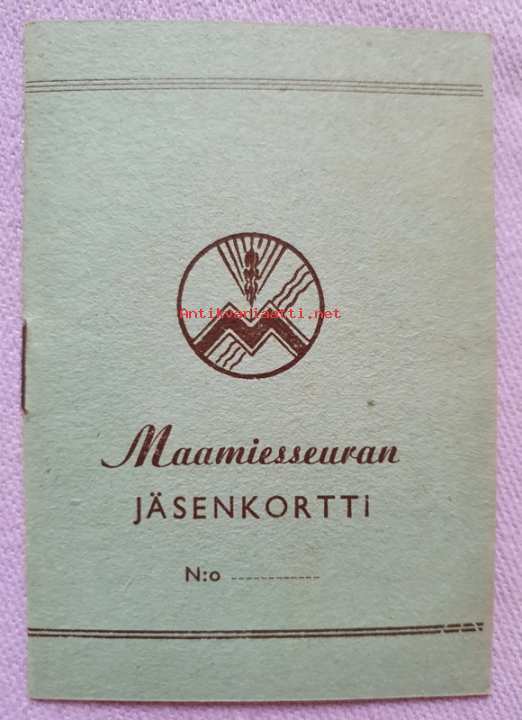 Antikvariaatti.net
Maamiesseuran
JÄSENKORTTi
N:o